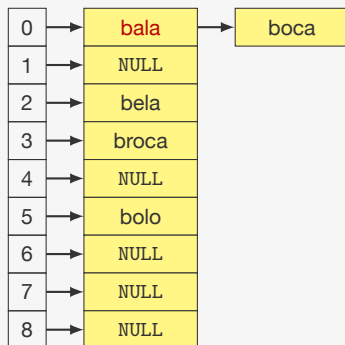 0 bala boca
1 NULL
2 bela
3 broca
4 NULL
5 bolo
6 NULL
7 NULL
8 NULL